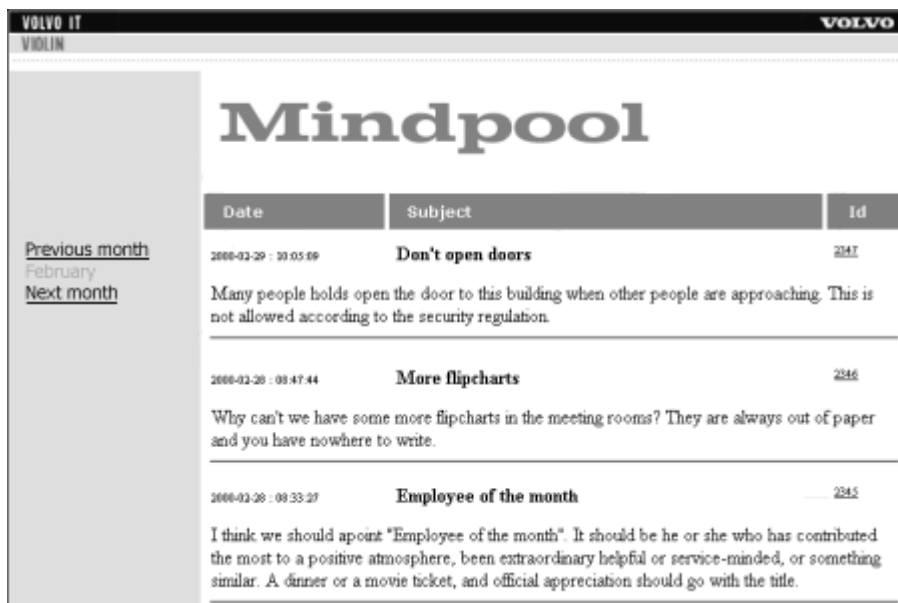 VOLVO IT VOLVO
VIOLIN
Mindpool
Date Subject Id
Previous month
February
Next month
2000-02-29 : 10:05:09 Don't open doors 2347
Many people holds open the door to this building when other people are approaching. This is
not allowed according to the security regulation.
2000-02-28 : 08:47:44 More flipcharts 2346
Why can't we have some more flipcharts in the meeting rooms? They are always out of paper
and you have nowhere to write.
2000-02-28 : 08:33:27 Employee of the month 2345
I think we should apoint "Employee of the month". It should be he or she who has contributed
the most to a positive atmosphere, been extraordinary helpful or service-minded, or something
similar. A dinner or a movie ticket, and official appreciation should go with the title.